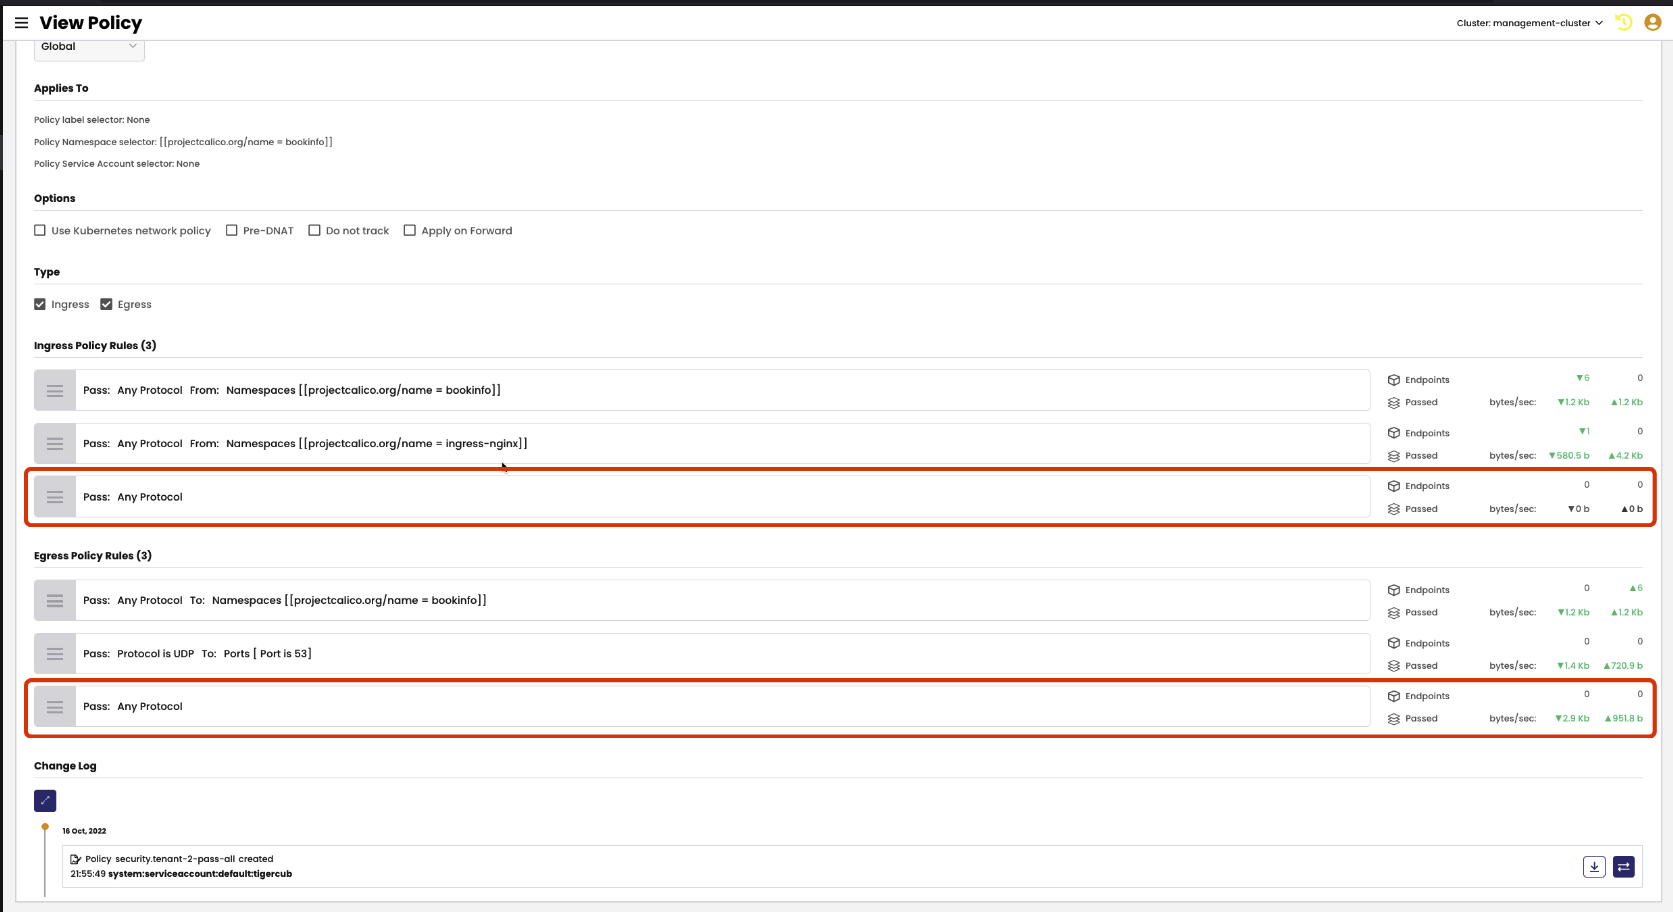 View Policy
Cluster: management-cluster
Global
Applies To
Policy label selector: None
Policy Namespace selector: [[projectcalico.org/name = bookinfo]]
Policy Service Account selector: None
Options
Use Kubernetes network policy Pre-DNAT Do not track Apply on Forward
Type
Ingress Egress
Ingress Policy Rules (3)
Pass: Any Protocol From: Namespaces [[projectcalico.org/name = bookinfo]]
Endpoints ▼6 0
Passed bytes/sec: ▼1.2 Kb ▲1.2 Kb
Pass: Any Protocol From: Namespaces [[projectcalico.org/name = ingress-nginx]]
Endpoints ▼1 0
Passed bytes/sec: ▼580.5 b ▲4.2 Kb
Pass: Any Protocol
Endpoints 0 0
Passed bytes/sec: ▼0 b ▲0 b
Egress Policy Rules (3)
Pass: Any Protocol To: Namespaces [[projectcalico.org/name = bookinfo]]
Endpoints 0 ▲6
Passed bytes/sec: ▼1.2 Kb ▲1.2 Kb
Pass: Protocol is UDP To: Ports [ Port is 53]
Endpoints 0 0
Passed bytes/sec: ▼1.4 Kb ▲720.9 b
Pass: Any Protocol
Endpoints 0 0
Passed bytes/sec: ▼2.9 Kb ▲951.8 b
Change Log
16 Oct, 2022
Policy security.tenant-2-pass-all created
21:55:49 system:serviceaccount:default:tigercub